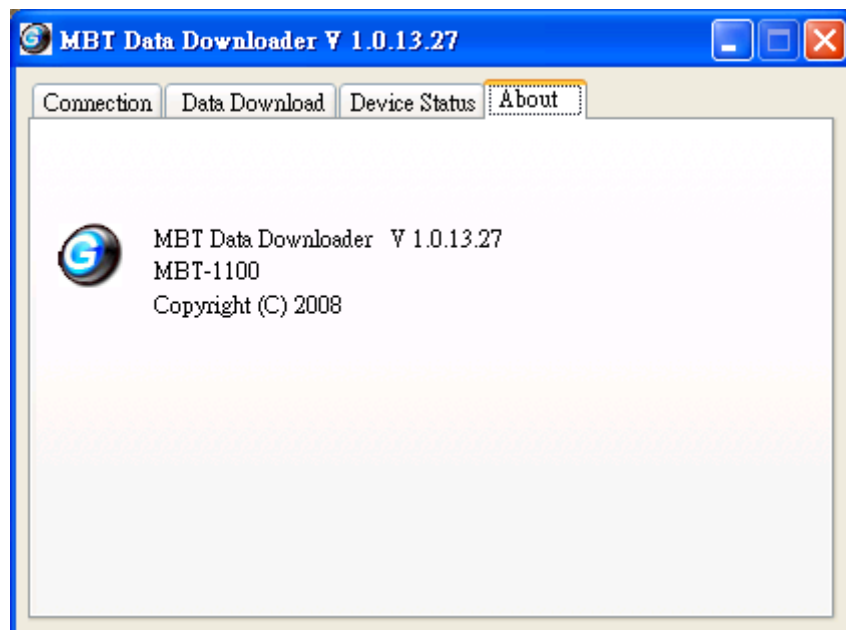 MBT Data Downloader V 1.0.13.27
Connection Data Download Device Status About
MBT Data Downloader V 1.0.13.27
MBT-1100
Copyright (C) 2008